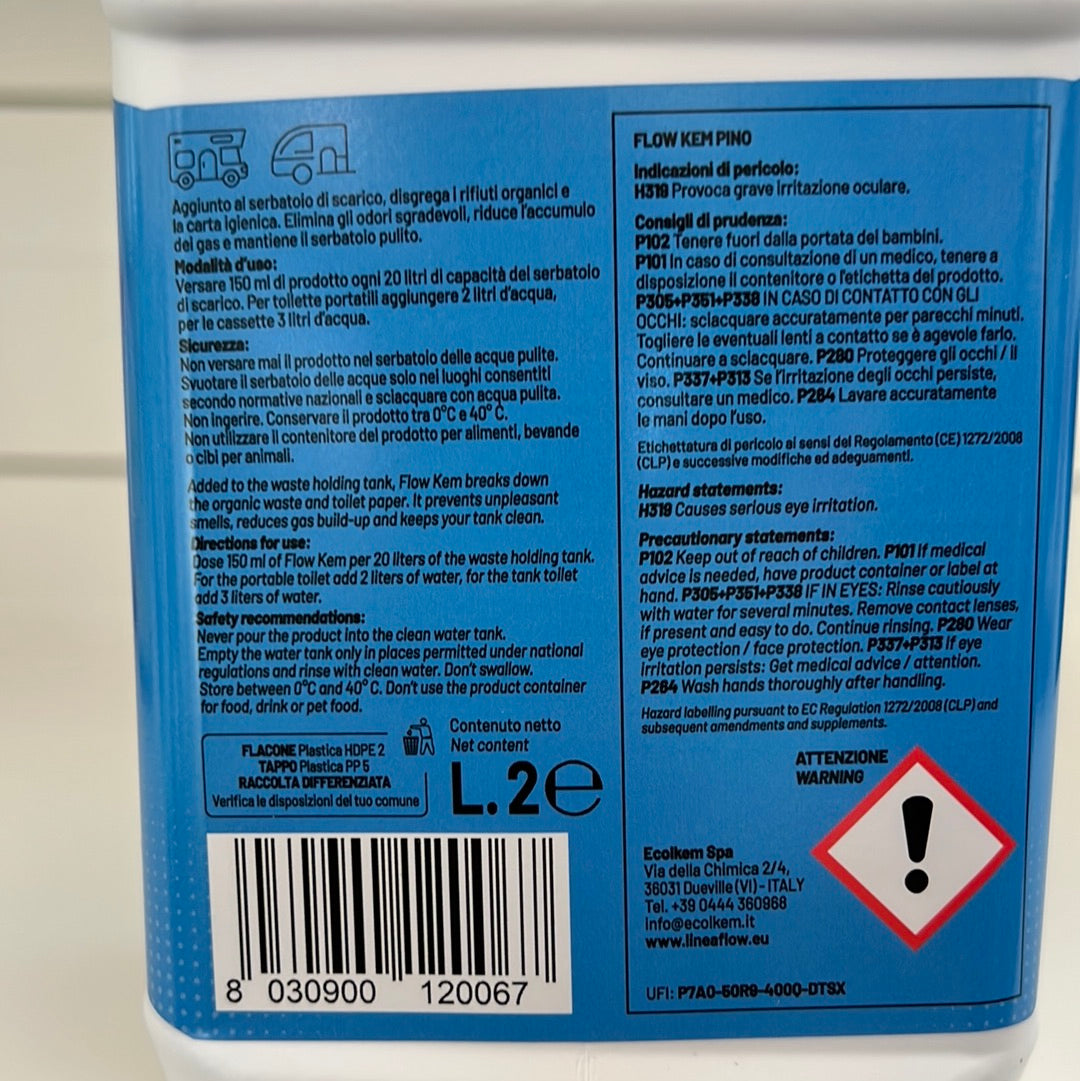 Aggiunto al serbatoio di scarico, disgrega i rifiuti organici e
la carta igienica. Elimina gli odori sgradevoli, riduce l'accumulo
dei gas e mantiene il serbatoio pulito.
Modalità d'uso:
Versare 150 ml di prodotto ogni 20 litri di capacità del serbatoio
di scarico. Per toilette portatili aggiungere 2 litri d'acqua,
per le cassette 3 litri d'acqua.
Sicurezza:
Non versare mai il prodotto nel serbatoio delle acque pulite.
Svuotare il serbatoio delle acque solo nei luoghi consentiti
secondo normative nazionali e sciacquare con acqua pulita.
Non ingerire. Conservare il prodotto tra 0°C e 40° C.
Non utilizzare il contenitore del prodotto per alimenti, bevande
o cibi per animali.
Added to the waste holding tank, Flow Kem breaks down
the organic waste and toilet paper. It prevents unpleasant
smells, reduces gas build-up and keeps your tank clean.
Directions for use:
Dose 150 ml of Flow Kem per 20 liters of the waste holding tank.
For the portable toilet add 2 liters of water, for the tank toilet
add 3 liters of water.
Safety recommendations:
Never pour the product into the clean water tank.
Empty the water tank only in places permitted under national
regulations and rinse with clean water. Don't swallow.
Store between 0°C and 40° C. Don't use the product container
for food, drink or pet food.
FLACONE Plastica HDPE 2
TAPPO Plastica PP 5
RACCOLTA DIFFERENZIATA
Verifica le disposizioni del tuo comune
Contenuto netto
Net content
L. 2 e
8 030900 120067
FLOW KEM PINO
Indicazioni di pericolo:
H319 Provoca grave irritazione oculare.
Consigli di prudenza:
P102 Tenere fuori dalla portata dei bambini.
P101 In caso di consultazione di un medico, tenere a
disposizione il contenitore o l'etichetta del prodotto.
P305+P351+P338 IN CASO DI CONTATTO CON GLI
OCCHI: sciacquare accuratamente per parecchi minuti.
Togliere le eventuali lenti a contatto se è agevole farlo.
Continuare a sciacquare. P280 Proteggere gli occhi / il
viso. P337+P313 Se l'irritazione degli occhi persiste,
consultare un medico. P264 Lavare accuratamente
le mani dopo l'uso.
Etichettatura di pericolo ai sensi del Regolamento (CE) 1272/2008
(CLP) e successive modifiche ed adeguamenti.
Hazard statements:
H319 Causes serious eye irritation.
Precautionary statements:
P102 Keep out of reach of children. P101 If medical
advice is needed, have product container or label at
hand. P305+P351+P338 IF IN EYES: Rinse cautiously
with water for several minutes. Remove contact lenses,
if present and easy to do. Continue rinsing. P280 Wear
eye protection / face protection. P337+P313 If eye
irritation persists: Get medical advice / attention.
P264 Wash hands thoroughly after handling.
Hazard labelling pursuant to EC Regulation 1272/2008 (CLP) and
subsequent amendments and supplements.
ATTENZIONE
WARNING
Ecolkem Spa
Via della Chimica 2/4,
36031 Dueville (VI) - ITALY
Tel. +39 0444 360968
info@ecolkem.it
www.lineaflow.eu
UFI: P7A0-50R9-400Q-DTSX